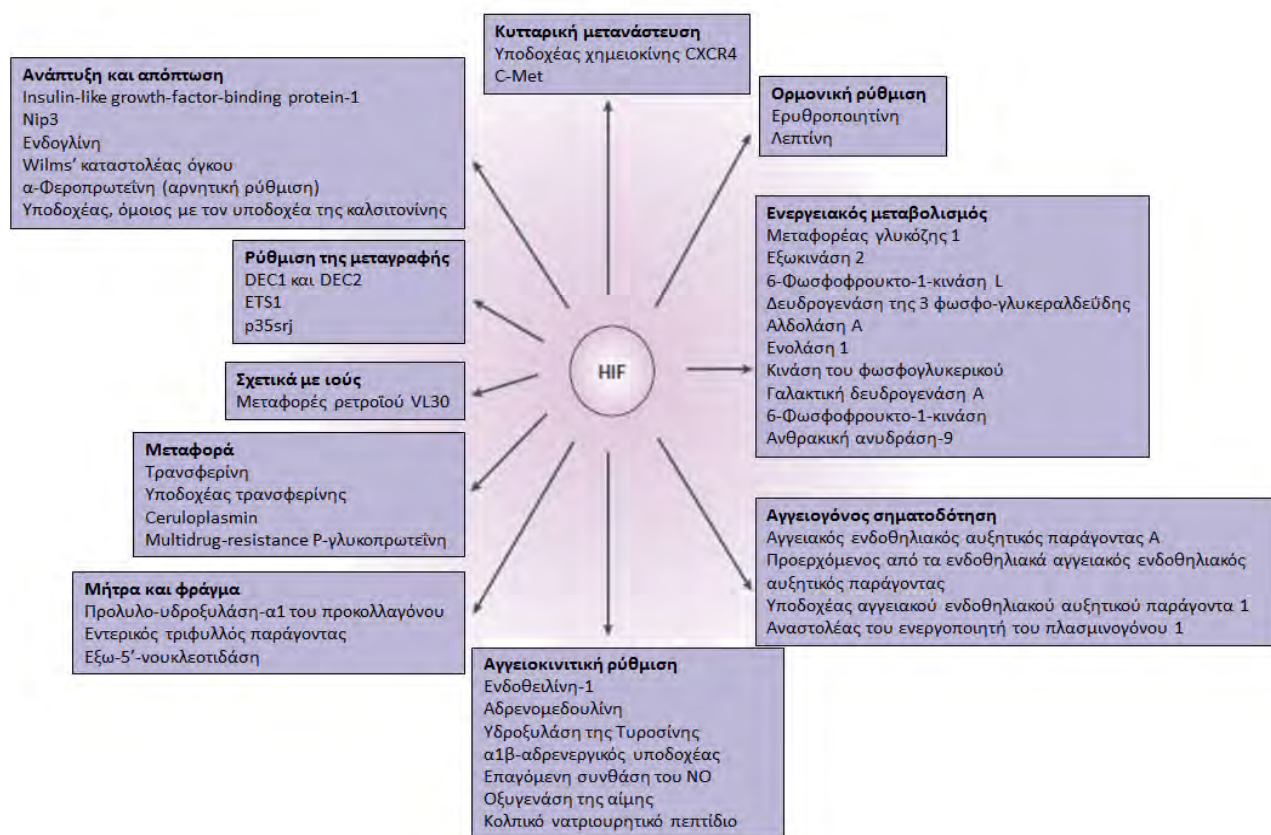 Κυτταρική μετανάστευση
Υποδοχέας χημειοκίνης CXCR4
C-Met
Ανάπτυξη και απόπτωση
Insulin-like growth-factor-binding protein-1
Nip3
Ενδογλίνη
Wilms’ καταστολέας όγκου
α-Φεροπρωτεΐνη (αρνητική ρύθμιση)
Υποδοχέας, όμοιος με τον υποδοχέα της καλσιτονίνης
Ορμονική ρύθμιση
Ερυθροποιητίνη
Λεπτίνη
Ρύθμιση της μεταγραφής
DEC1 και DEC2
ETS1
p35srj
Ενεργειακός μεταβολισμός
Μεταφορέας γλυκόζης 1
Εξωκινάση 2
6-Φωσφοφρουκτο-1-κινάση L
Δευδρογενάση της 3 φωσφο-γλυκεραλδεΰδης
Αλδολάση Α
Ενολάση 1
Κινάση του φωσφογλυκερικού
Γαλακτική δευδρογενάση Α
6-Φωσφοφρουκτο-1-κινάση
Ανθρακική ανυδράση-9
HIF
Σχετικά με ιούς
Μεταφορές ρετροϊού VL30
Μεταφορά
Τρανσφερίνη
Υποδοχέας τρανσφερίνης
Ceruloplasmin
Multidrug-resistance P-γλυκοπρωτεΐνη
Αγγειογόνος σηματοδότηση
Αγγειακός ενδοθηλιακός αυξητικός παράγοντας Α
Προερχόμενος από τα ενδοθηλιακά αγγειακός ενδοθηλιακός
αυξητικός παράγοντας
Υποδοχέας αγγειακού ενδοθηλιακού αυξητικού παράγοντα 1
Αναστολέας του ενεργοποιητή του πλασμινογόνου 1
Μήτρα και φράγμα
Προλυλο-υδροξυλάση-α1 του προκολλαγόνου
Εντερικός τριφυλλός παράγοντας
Εξω-5’-νουκλεοτιδάση
Αγγειοκινιτική ρύθμιση
Ενδοθειλίνη-1
Αδρενομεδουλίνη
Υδροξυλάση της Τυροσίνης
α1β-αδρενεργικός υποδοχέας
Επαγόμενη συνθάση του ΝΟ
Οξυγενάση της αίμης
Κολπικό νατριουρητικό πεπτίδιο